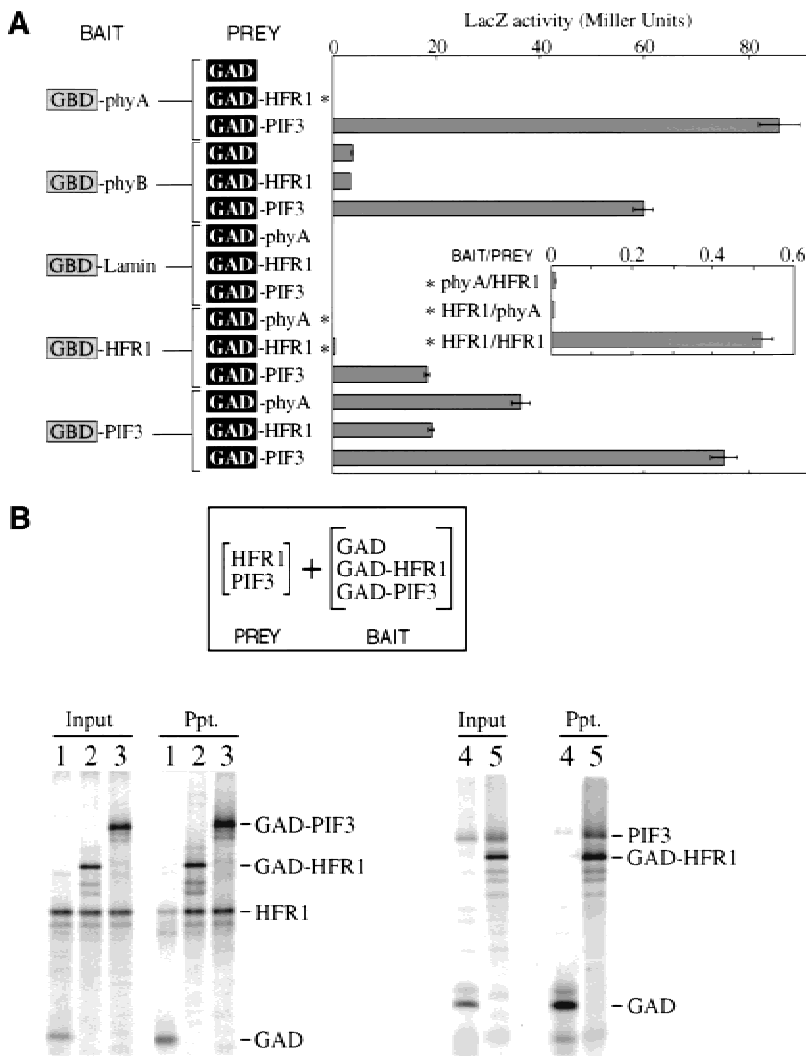 A
BAIT PREY LacZ activity (Miller Units)
0 20 40 60 80
GAD
GBD-phyA GAD-HFR1 *
GAD-PIF3
GAD
GBD-phyB GAD-HFR1
GAD-PIF3
GAD-phyA
GBD-Lamin GAD-HFR1
GAD-PIF3
GAD-phyA *
GBD-HFR1 GAD-HFR1 *
GAD-PIF3
GAD-phyA
GBD-PIF3 GAD-HFR1
GAD-PIF3
BAIT/PREY 0 0.2 0.4 0.6
* phyA/HFR1
* HFR1/phyA
* HFR1/HFR1
B
HFR1
PIF3
+
GAD
GAD-HFR1
GAD-PIF3
PREY BAIT
Input Ppt.
1 2 3 1 2 3
GAD-PIF3
GAD-HFR1
HFR1
GAD
Input Ppt.
4 5 4 5
PIF3
GAD-HFR1
GAD